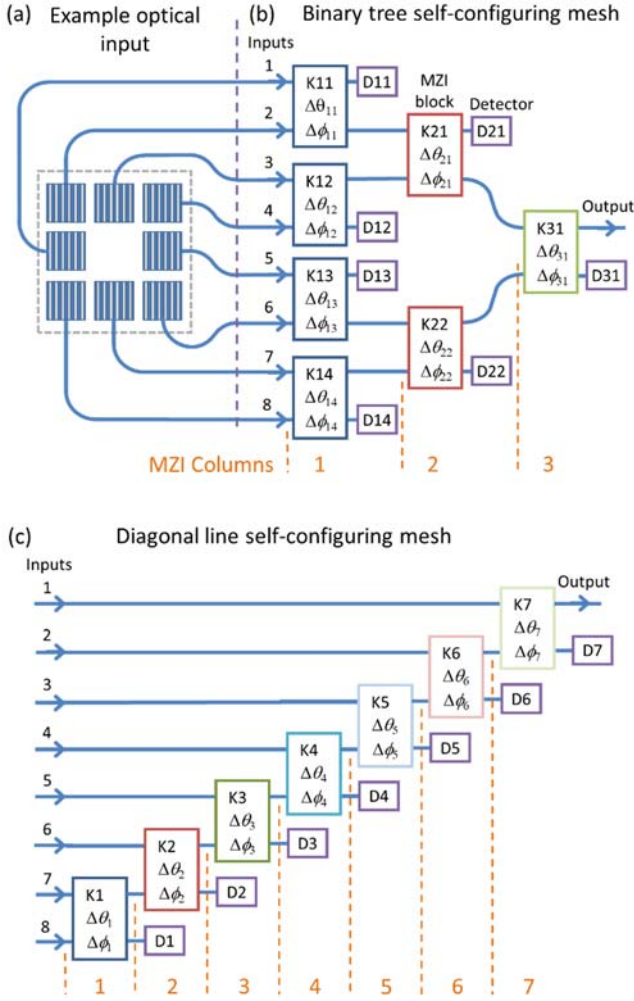 (a) Example optical input
(b) Binary tree self-configuring mesh
Inputs
1
2
3
4
5
6
7
8
K11
Δθ11
Δϕ11
D11
K12
Δθ12
Δϕ12
D12
K13
Δθ13
Δϕ13
D13
K14
Δθ14
Δϕ14
D14
MZI block
K21
Δθ21
Δϕ21
Detector
D21
K22
Δθ22
Δϕ22
D22
K31
Δθ31
Δϕ31
Output
D31
MZI Columns 1 2 3
(c) Diagonal line self-configuring mesh
Inputs
1
2
3
4
5
6
7
8
K7
Δθ7
Δϕ7
Output
D7
K6
Δθ6
Δϕ6
D6
K5
Δθ5
Δϕ5
D5
K4
Δθ4
Δϕ4
D4
K3
Δθ3
Δϕ3
D3
K2
Δθ2
Δϕ2
D2
K1
Δθ1
Δϕ1
D1
1 2 3 4 5 6 7